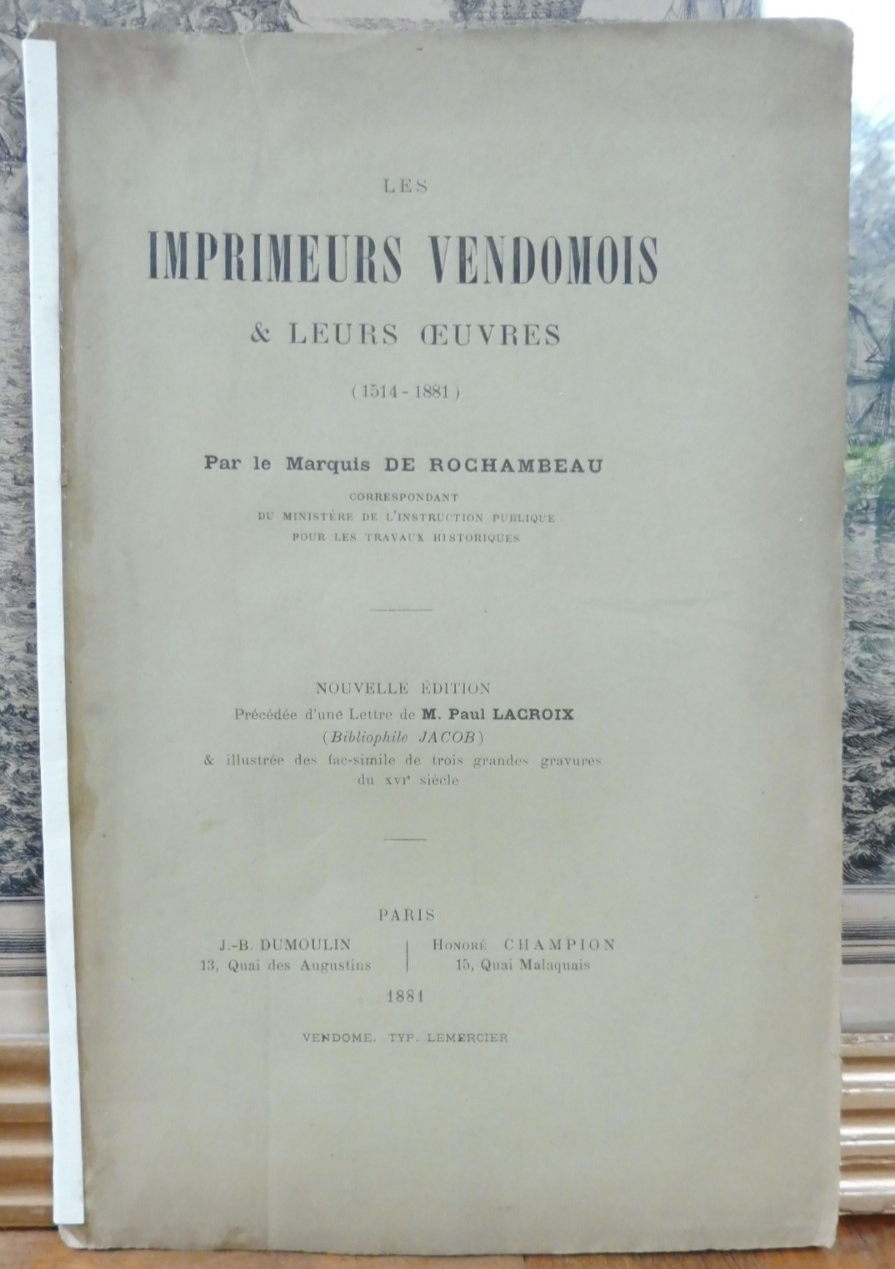 LES
IMPRIMEURS VENDOMOIS
& LEURS ŒUVRES
(1514-1881)
Par le Marquis DE ROCHAMBEAU
CORRESPONDANT
DU MINISTÈRE DE L'INSTRUCTION PUBLIQUE
POUR LES TRAVAUX HISTORIQUES
NOUVELLE ÉDITION
Précédée d'une Lettre de M. Paul LACROIX
(Bibliophile JACOB)
& illustrée des fac-simile de trois grandes gravures
du XVIe siècle
PARIS
J.-B. DUMOULIN
13, Quai des Augustins
HONORÉ CHAMPION
15, Quai Malaquais
1881
VENDOME. TYP. LEMERCIER